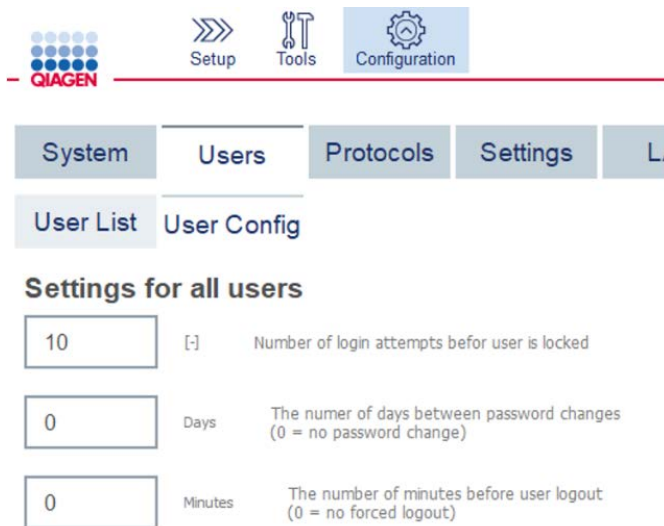 QIAGEN
Setup
Tools
Configuration
System
Users
Protocols
Settings
User List
User Config
Settings for all users
10
[-]
Number of login attempts befor user is locked
0
Days
The numer of days between password changes
(0 = no password change)
0
Minutes
The number of minutes before user logout
(0 = no forced logout)